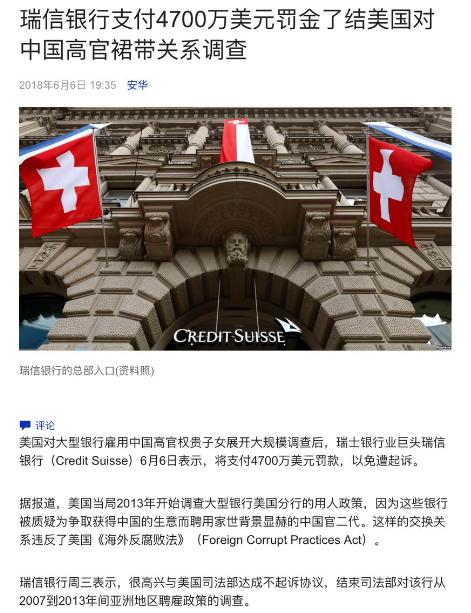 瑞信银行支付4700万美元罚金了结美国对
中国高官裙带关系调查
2018年6月6日 19:35 安华
CREDIT SUISSE
瑞信银行的总部入口(资料照)
评论
美国对大型银行雇用中国高官权贵子女展开大规模调查后，瑞士银行业巨头瑞信
银行（Credit Suisse）6月6日表示，将支付4700万美元罚款，以免遭起诉。
据报道，美国当局2013年开始调查大型银行美国分行的用人政策，因为这些银行
被质疑为争取获得中国的生意而聘用家世背景显赫的中国官二代。这样的交换关
系违反了美国《海外反腐败法》（Foreign Corrupt Practices Act）。
瑞信银行周三表示，很高兴与美国司法部达成不起诉协议，结束司法部对该行从
2007到2013年间亚洲地区聘雇政策的调查。